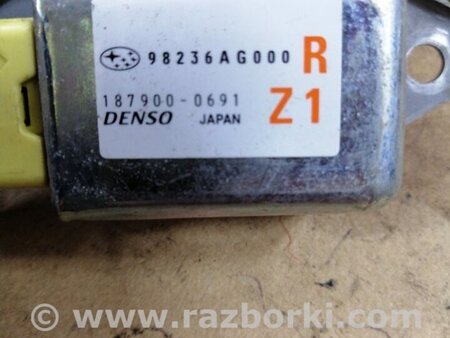 98236AG000 R
187900-0691 Z1
DENSO JAPAN
© www.razborki.com